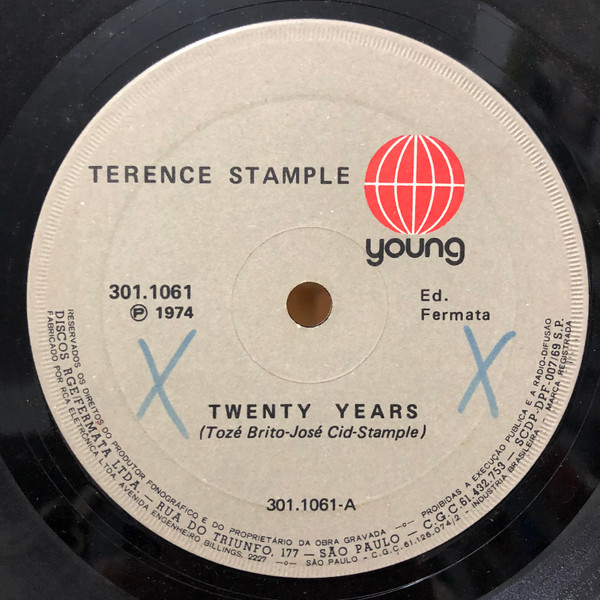 TERENCE STAMPLE
young
301.1061
Ⓟ 1974
Ed.
Fermata
X X
TWENTY YEARS
(Tozé Brito-José Cid-Stample)
301.1061-A
RESERVADOS OS DIREITOS DO PRODUTOR FONOGRÁFICO E DO PROPRIETÁRIO DA OBRA GRAVADA —o— PROIBIDAS A EXECUÇÃO PÚBLICA E A RADIO-DIFUSÃO
DISCOS RGE/FERMATA LTDA. — RUA DO TRIUNFO, 177 — SÃO PAULO — C.G.C. 61.432.753 — SCDP-DPF-007/69 S.P.
FABRICADO POR RCA ELETRÔNICA LTDA. AVENIDA ENGENHEIRO BILLINGS, 2227 —o— SÃO PAULO - C.G.C. 61.126.074/2 - INDÚSTRIA BRASILEIRA MARCA REGISTRADA